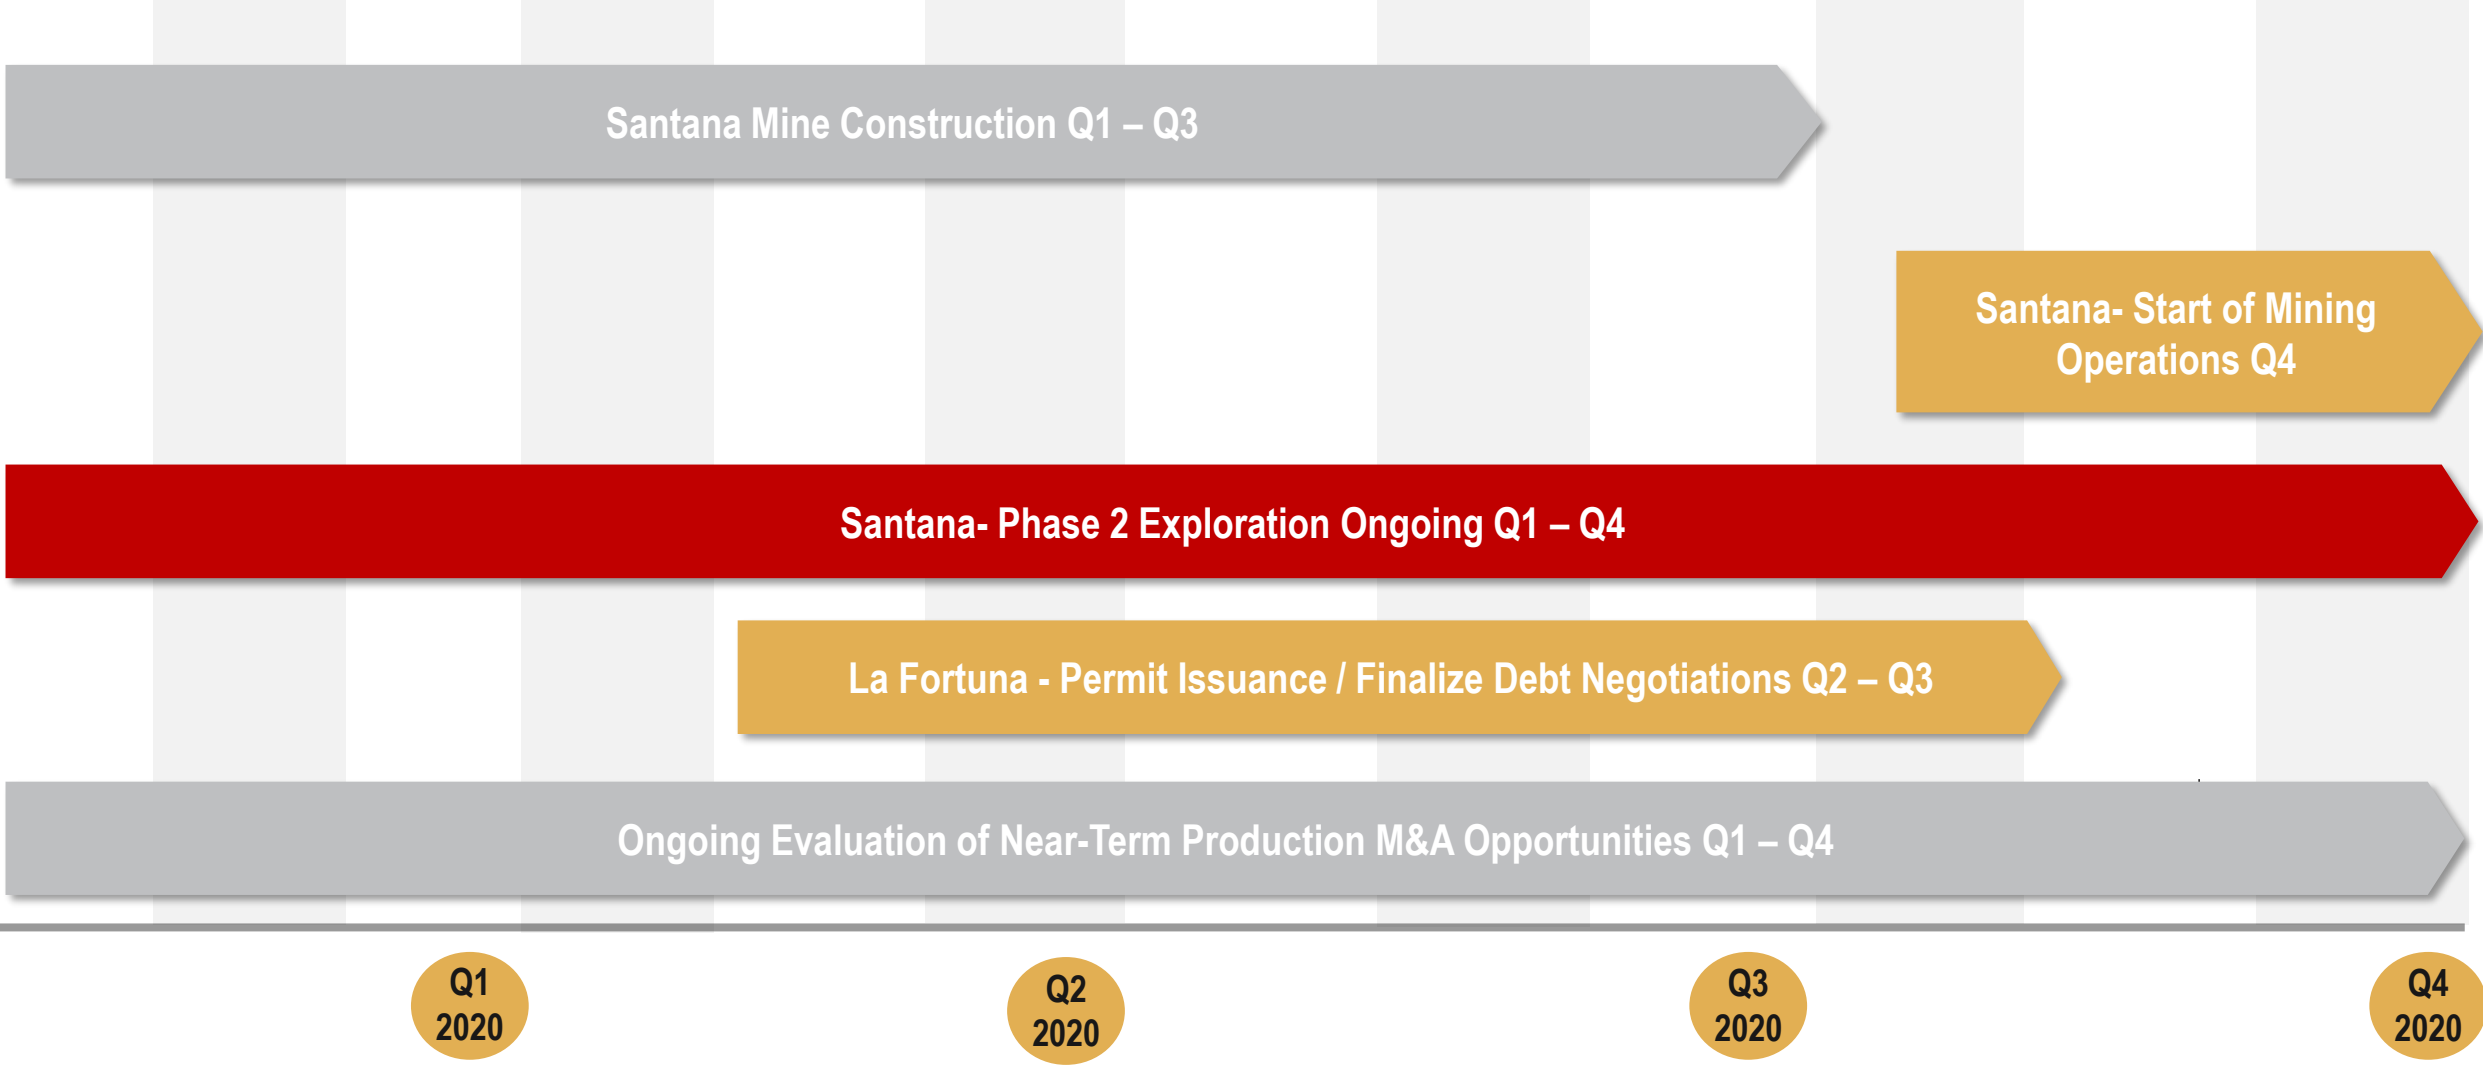 Santana Mine Construction Q1 – Q3
Santana- Start of Mining
Operations Q4
Santana- Phase 2 Exploration Ongoing Q1 – Q4
La Fortuna - Permit Issuance / Finalize Debt Negotiations Q2 – Q3
Ongoing Evaluation of Near-Term Production M&A Opportunities Q1 – Q4
Q1
2020
Q2
2020
Q3
2020
Q4
2020